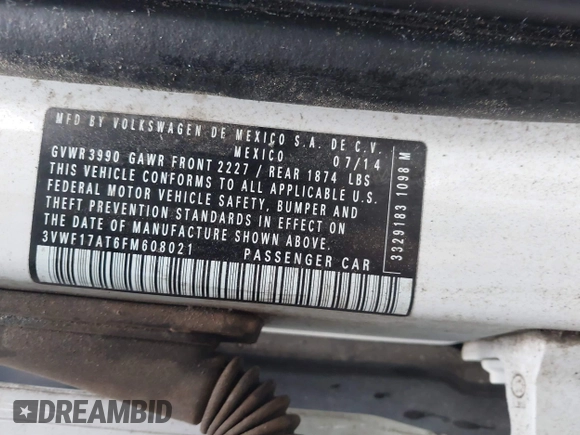 MFD BY VOLKSWAGEN DE MEXICO S.A. DE C.V.
MEXICO 07/14
GVWR 3990 GAWR FRONT 2227 / REAR 1874 LBS
THIS VEHICLE CONFORMS TO ALL APPLICABLE U.S.
FEDERAL MOTOR VEHICLE SAFETY, BUMPER AND
THEFT PREVENTION STANDARDS IN EFFECT ON
THE DATE OF MANUFACTURE SHOWN ABOVE.
3VWF17AT6FM608021 PASSENGER CAR
3329183 1098 M
DREAMBID